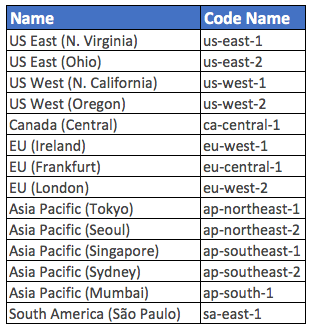 Name Code Name
US East (N. Virginia) us-east-1
US East (Ohio) us-east-2
US West (N. California) us-west-1
US West (Oregon) us-west-2
Canada (Central) ca-central-1
EU (Ireland) eu-west-1
EU (Frankfurt) eu-central-1
EU (London) eu-west-2
Asia Pacific (Tokyo) ap-northeast-1
Asia Pacific (Seoul) ap-northeast-2
Asia Pacific (Singapore) ap-southeast-1
Asia Pacific (Sydney) ap-southeast-2
Asia Pacific (Mumbai) ap-south-1
South America (São Paulo) sa-east-1